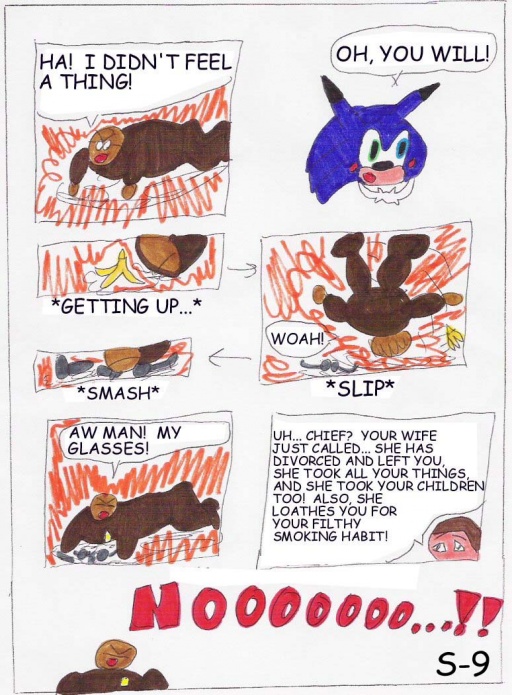 HA! I DIDN'T FEEL
A THING!
OH, YOU WILL!
*GETTING UP...*
WOAH!
*SLIP*
*SMASH*
AW MAN! MY
GLASSES!
UH... CHIEF? YOUR WIFE
JUST CALLED... SHE HAS
DIVORCED AND LEFT YOU,
SHE TOOK ALL YOUR THINGS,
AND SHE TOOK YOUR CHILDREN
TOO! ALSO, SHE
LOATHES YOU FOR
YOUR FILTHY
SMOKING HABIT!
NOOOOOOO...!!
S-9